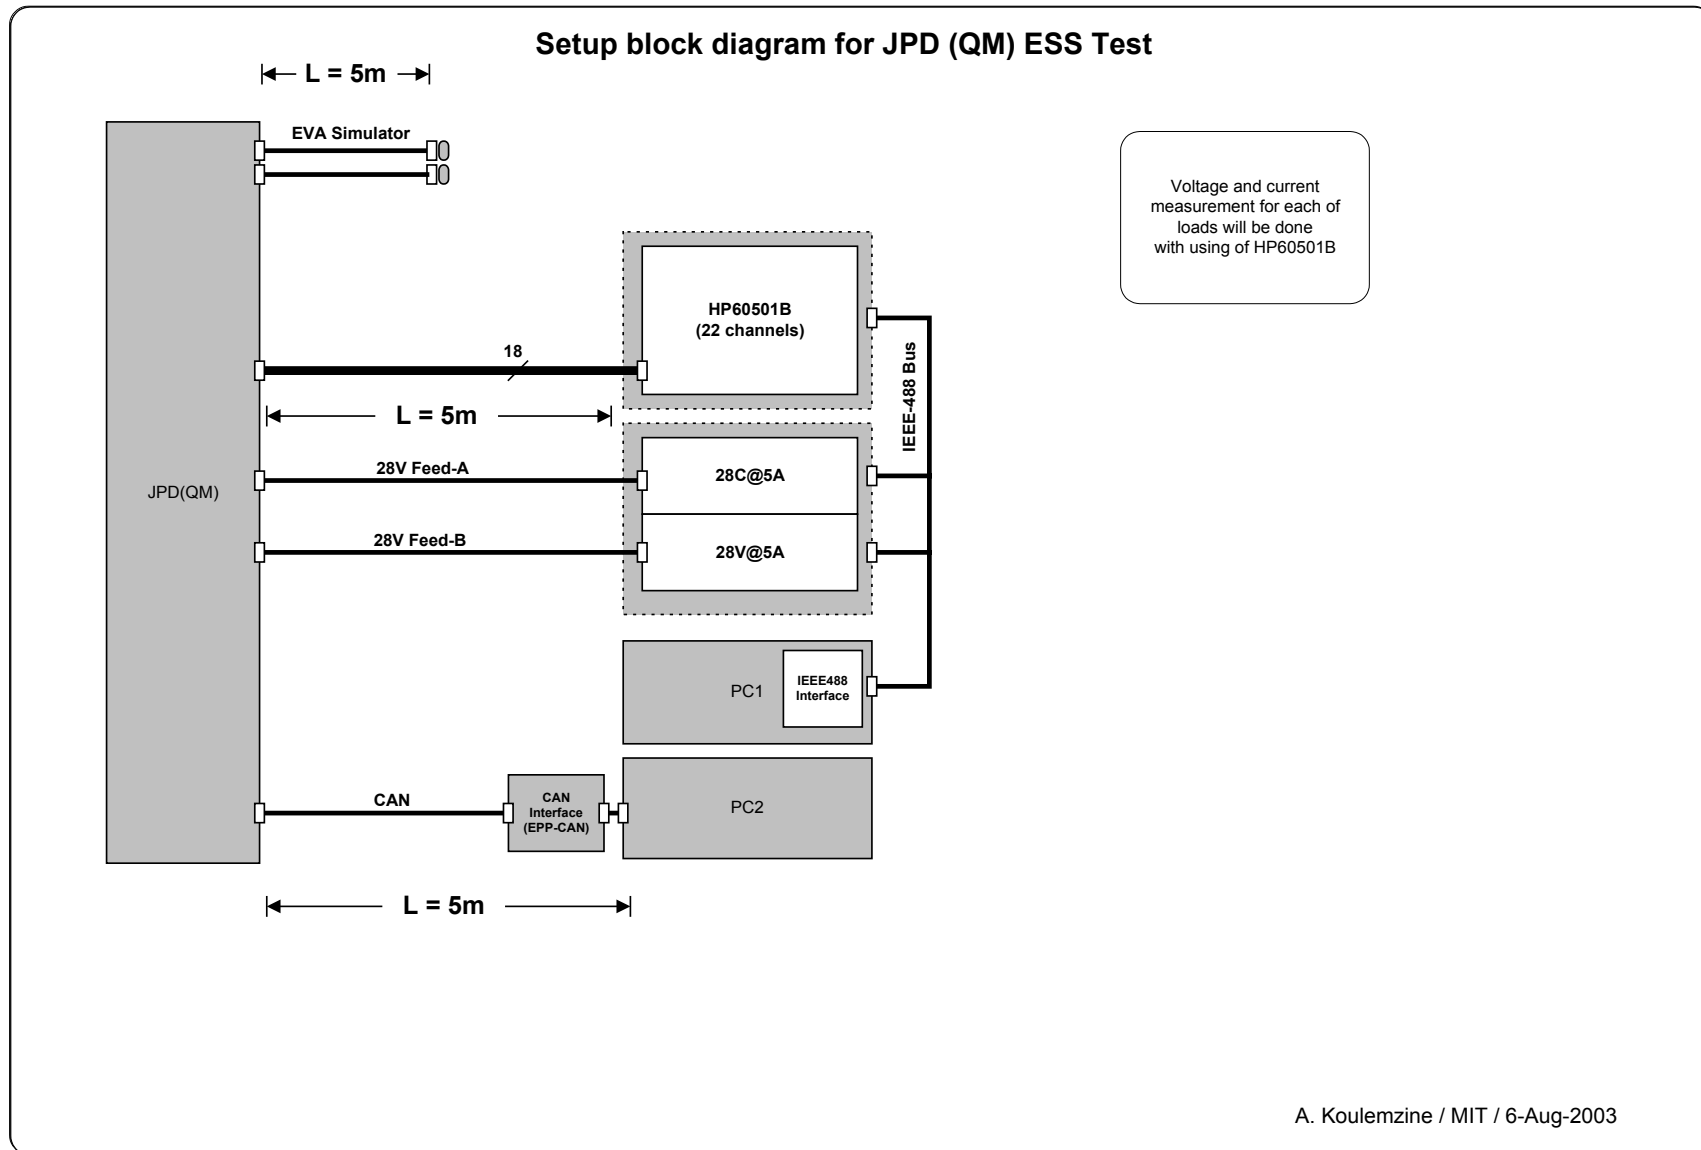 Setup block diagram for JPD (QM) ESS Test
L = 5m
EVA Simulator
Voltage and current
measurement for each of
loads will be done
with using of HP60501B
HP60501B
(22 channels)
18
IEEE-488 Bus
L = 5m
JPD(QM)
28V Feed-A
28C@5A
28V Feed-B
28V@5A
PC1
IEEE488
Interface
CAN
CAN
Interface
(EPP-CAN)
PC2
L = 5m
A. Koulemzine / MIT / 6-Aug-2003